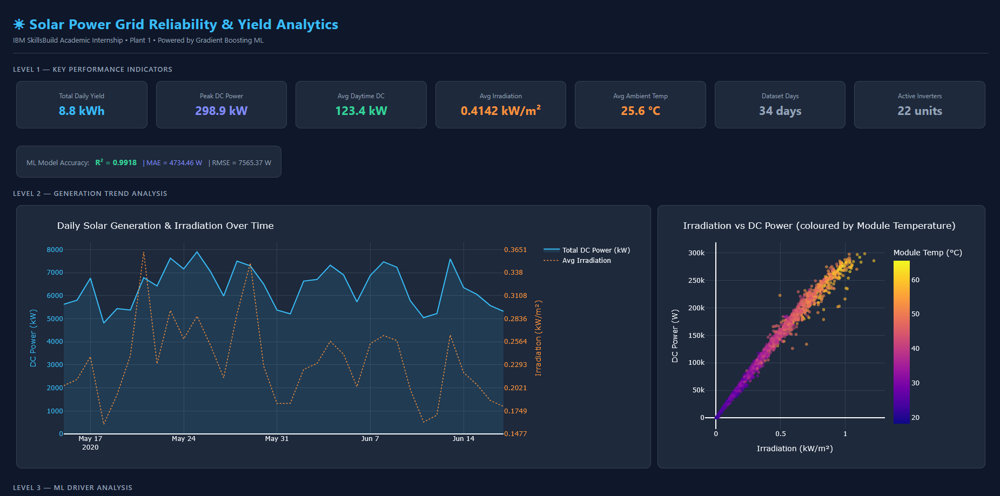 ☀ Solar Power Grid Reliability & Yield Analytics
IBM SkillsBuild Academic Internship • Plant 1 • Powered by Gradient Boosting ML
LEVEL 1 — KEY PERFORMANCE INDICATORS
Total Daily Yield
8.8 kWh
Peak DC Power
298.9 kW
Avg Daytime DC
123.4 kW
Avg Irradiation
0.4142 kW/m²
Avg Ambient Temp
25.6 °C
Dataset Days
34 days
Active Inverters
22 units
ML Model Accuracy: R² = 0.9918 | MAE = 4734.46 W | RMSE = 7565.37 W
LEVEL 2 — GENERATION TREND ANALYSIS
Daily Solar Generation & Irradiation Over Time
DC Power (kW)
8000
7000
6000
5000
4000
3000
2000
1000
0
May 17
2020
May 24
May 31
Jun 7
Jun 14
0.3651
0.338
0.3108
0.2836
0.2564
0.2293
0.2021
0.1749
0.1477
Irradiation (kW/m²)
Total DC Power (kW)
Avg Irradiation
Irradiation vs DC Power (coloured by Module Temperature)
DC Power (W)
300k
250k
200k
150k
100k
50k
0
0
0.5
1
Irradiation (kW/m²)
Module Temp (°C)
60
50
40
30
20
LEVEL 3 — ML DRIVER ANALYSIS